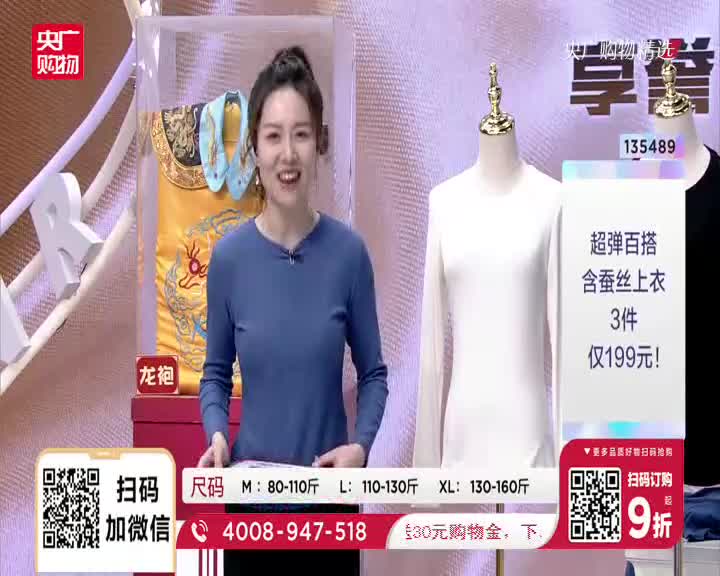 央广
购物
央广购物精选
享誉
135489
超弹百搭
含蚕丝上衣
3件
仅199元！
R
龙袍
扫码
加微信
尺码 M：80-110斤 L：110-130斤 XL：130-160斤
4008-947-518
送30元购物金，下.
▼更多品质好物扫码抢购
扫码订购
9折起